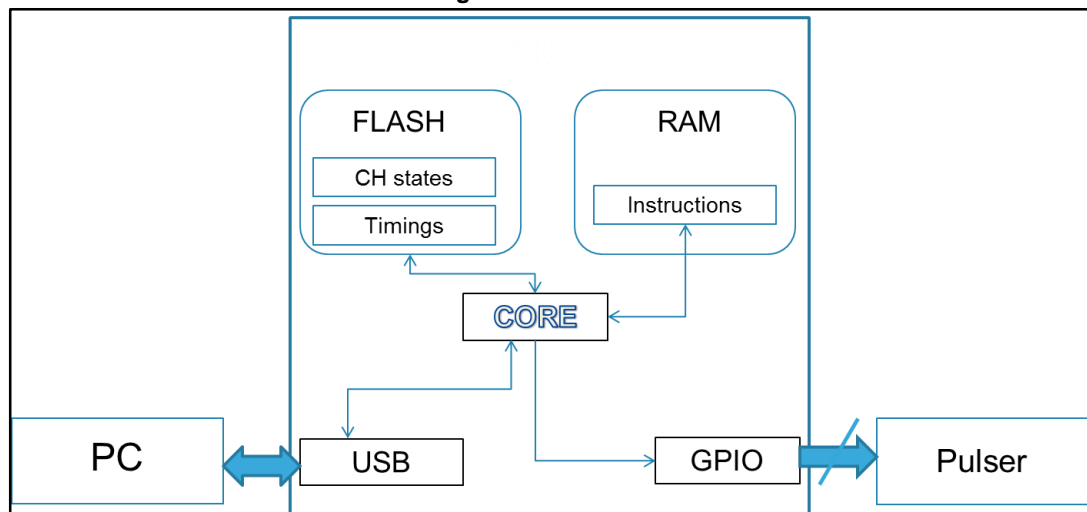 FLASH
CH states
Timings
RAM
Instructions
CORE
PC
USB
GPIO
Pulser